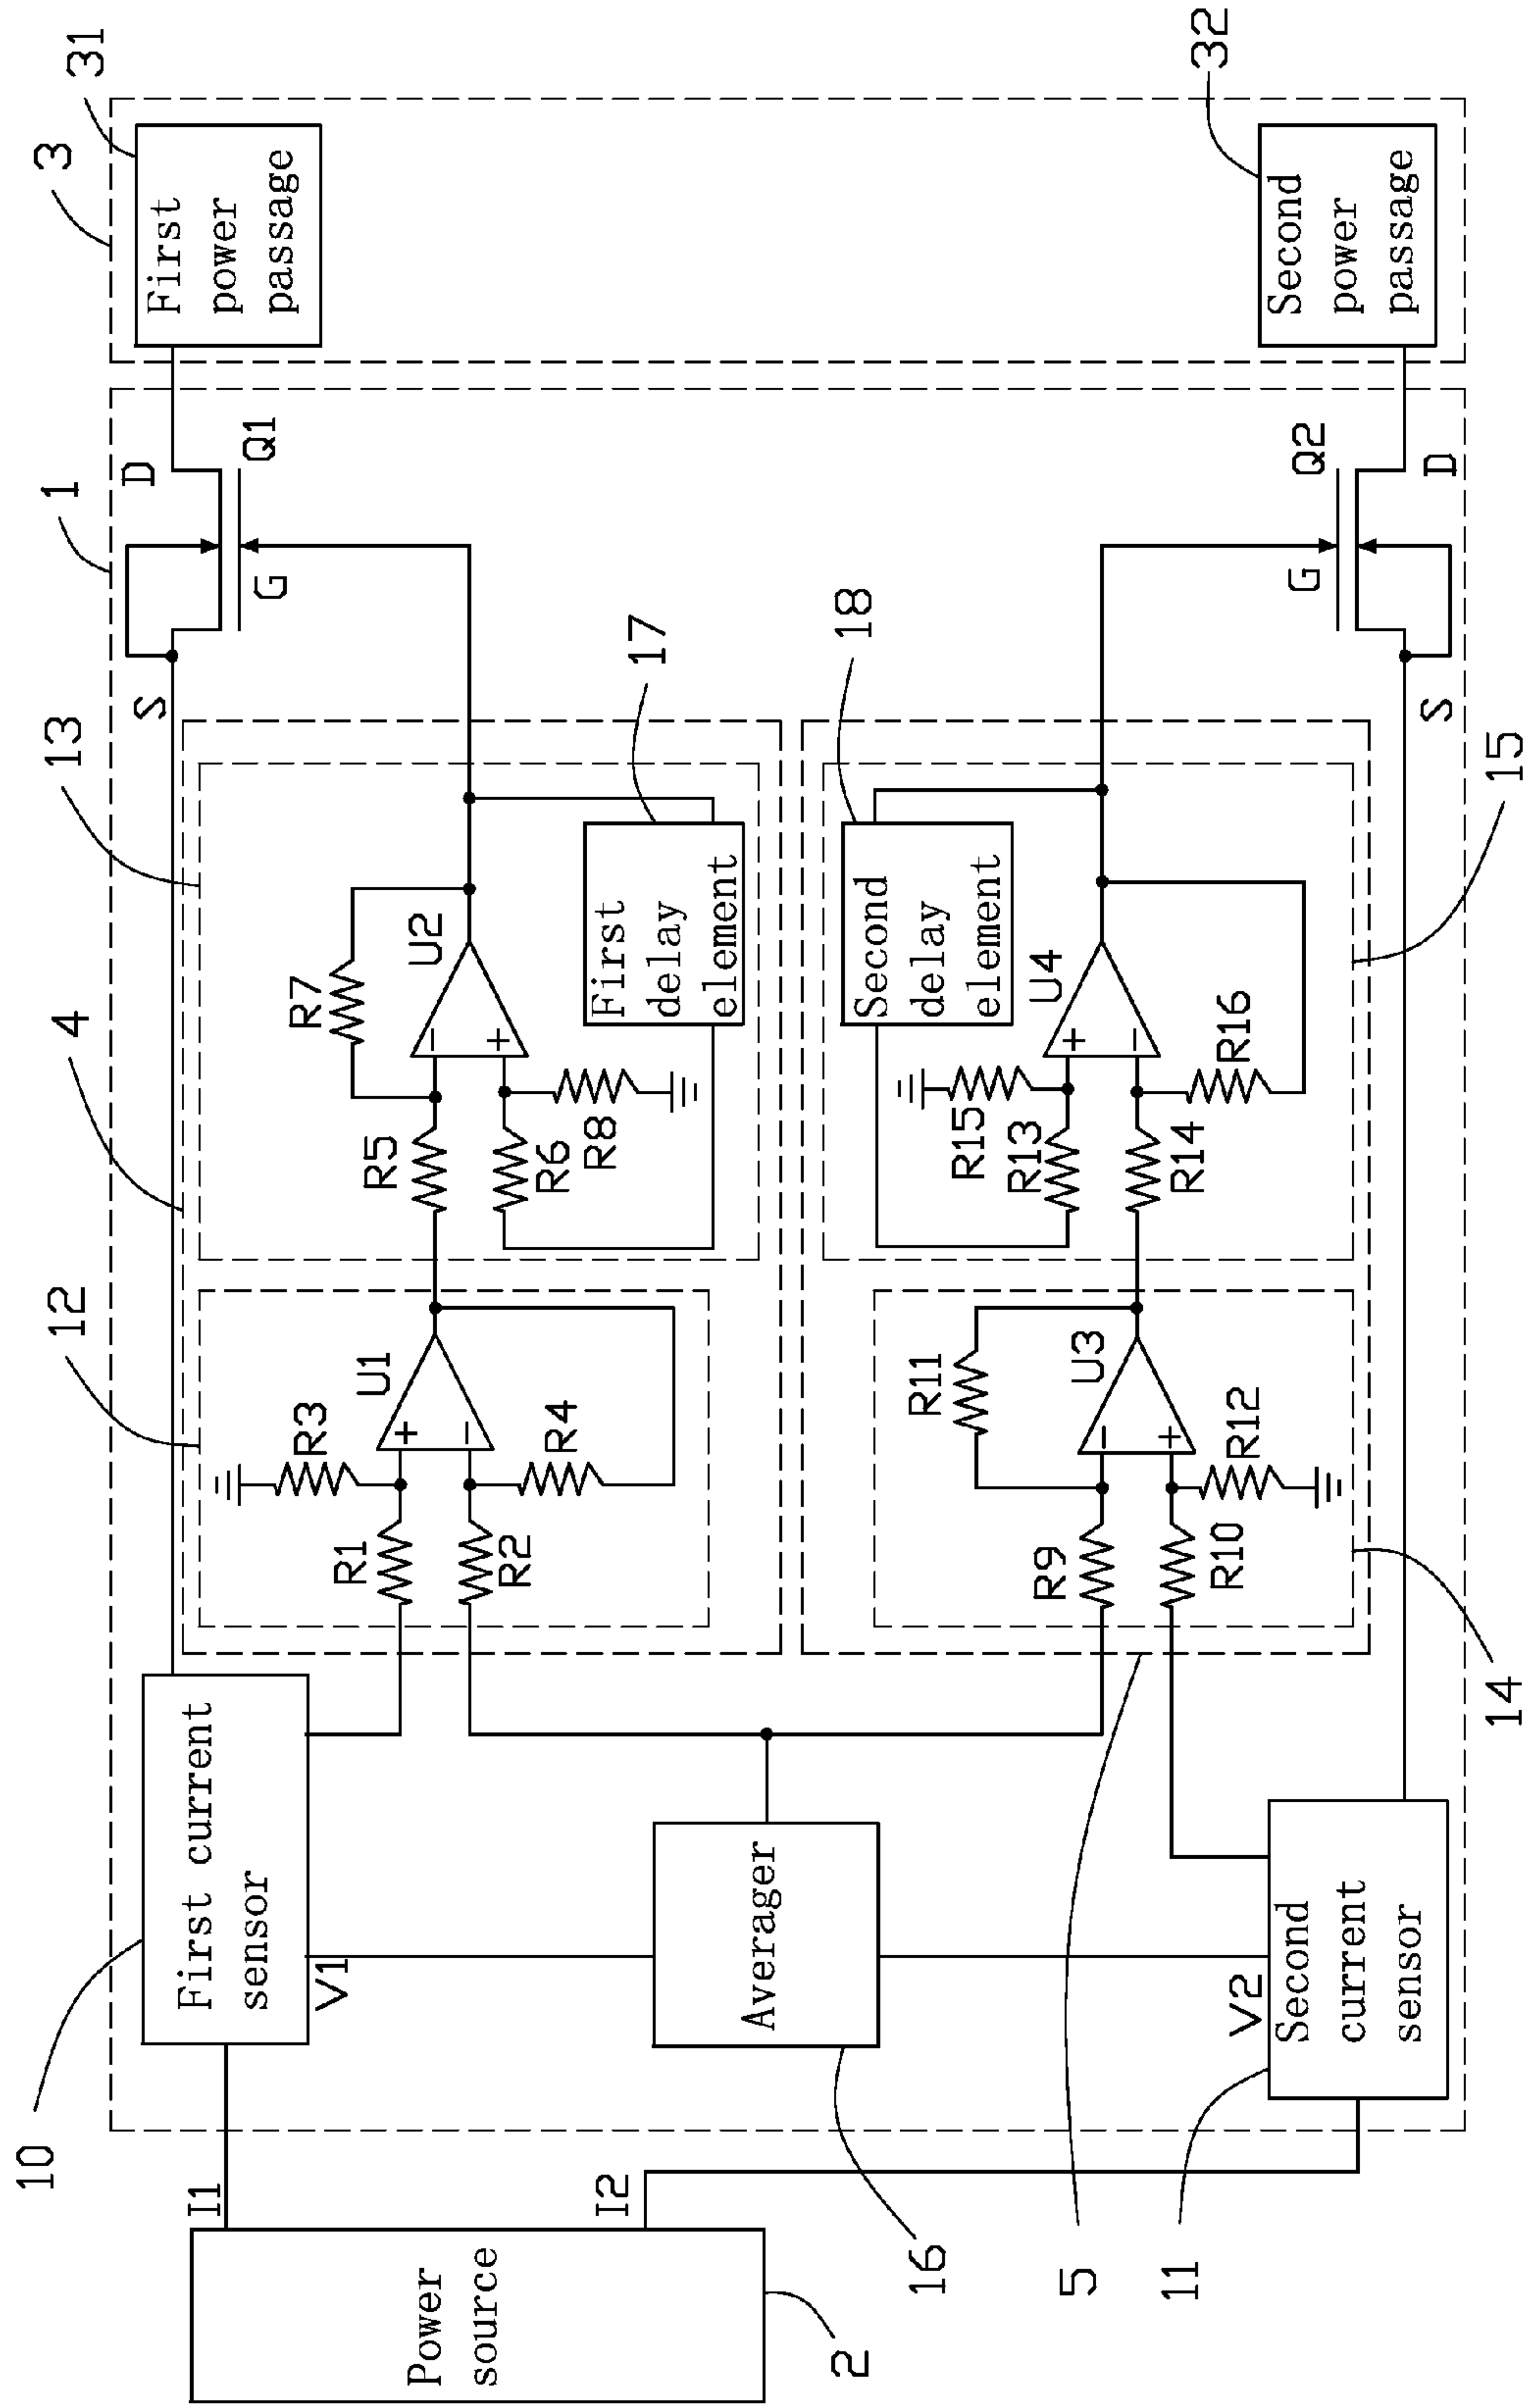 10
4
12
13
1
3
31
First current
sensor
V1
I1
Power
source
2
I2
Averager
16
R1
R2
R3
R4
U1
+
−
R5
R6
R7
R8
U2
−
+
First
delay
element
17
S
D
G
Q1
First
power
passage
R9
R10
R11
R12
U3
−
+
R13
R14
R15
R16
U4
+
−
Second
delay
element
18
G
Q2
S
D
Second
power
passage
32
V2
Second
current
sensor
5
11
14
15